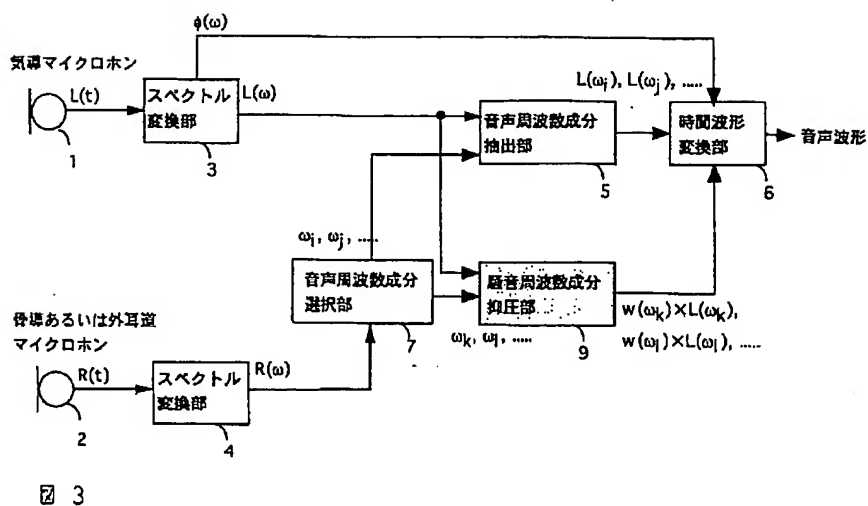 ϕ(ω)
気導マイクロホン
L(t)
1
スペクトル
変換部
3
L(ω)
音声周波数成分
抽出部
5
L(ωi), L(ωj), .....
時間波形
変換部
6
音声波形
ωi, ωj, .....
音声周波数成分
選択部
7
騒音周波数成分
抑圧部
9
ωk, ωl, .....
w(ωk)×L(ωk),
w(ωl)×L(ωl), .....
骨導あるいは外耳道
マイクロホン
R(t)
2
スペクトル
変換部
4
R(ω)
図 3